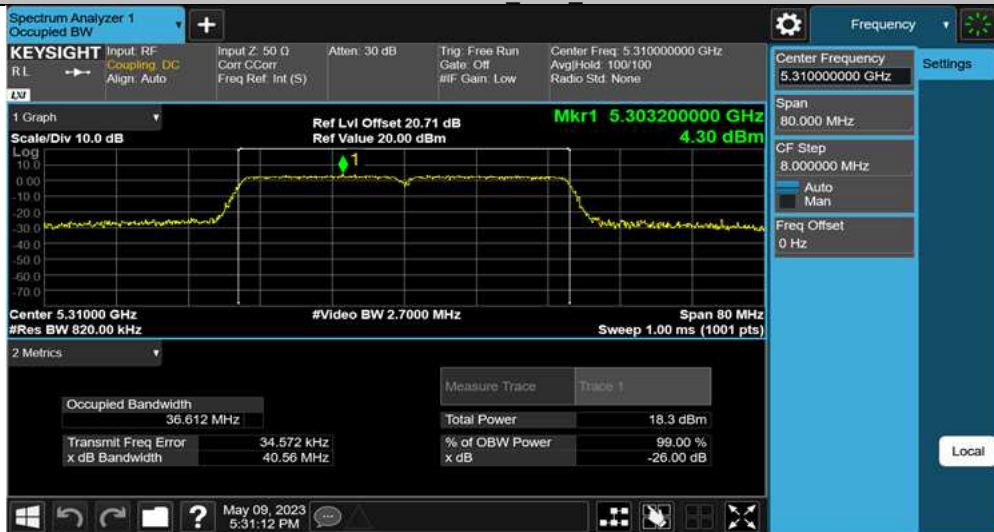 Spectrum Analyzer 1
Occupied BW
Frequency
KEYSIGHT
RL
LXI
Input: RF
Coupling: DC
Align: Auto
Input Z: 50 Ω
Corr CCorr
Freq Ref: Int (S)
Atten: 30 dB
Trig: Free Run
Gate: Off
#IF Gain: Low
Center Freq: 5.310000000 GHz
Avg|Hold: 100/100
Radio Std: None
1 Graph
Scale/Div 10.0 dB
Ref Lvl Offset 20.71 dB
Ref Value 20.00 dBm
Mkr1 5.303200000 GHz
4.30 dBm
Log
10.0
0.00
-10.0
-20.0
-30.0
-40.0
-50.0
-60.0
-70.0
1
Center 5.31000 GHz
#Res BW 820.00 kHz
#Video BW 2.7000 MHz
Span 80 MHz
Sweep 1.00 ms (1001 pts)
2 Metrics
Measure Trace
Trace 1
Occupied Bandwidth
36.612 MHz
Total Power
18.3 dBm
Transmit Freq Error
34.572 kHz
% of OBW Power
99.00 %
x dB Bandwidth
40.56 MHz
x dB
-26.00 dB
Center Frequency
5.310000000 GHz
Settings
Span
80.000 MHz
CF Step
8.000000 MHz
Auto
Man
Freq Offset
0 Hz
Local
May 09, 2023
5:31:12 PM